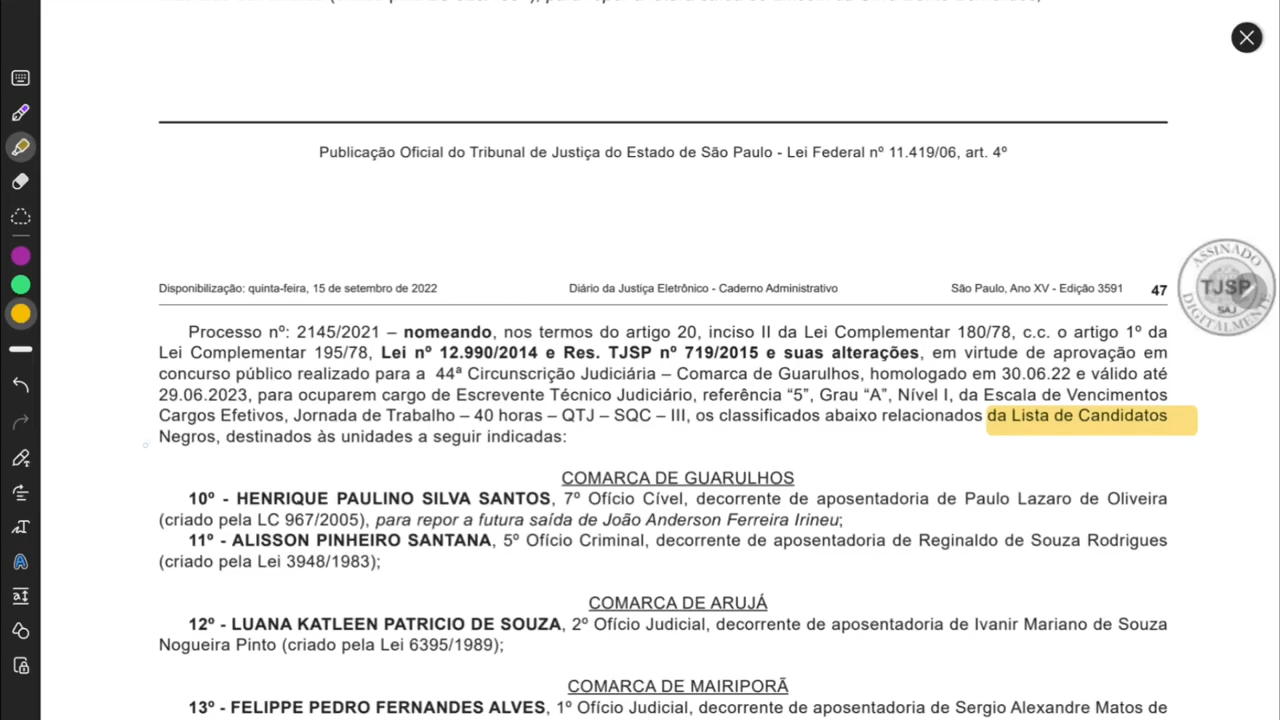 Publicação Oficial do Tribunal de Justiça do Estado de São Paulo - Lei Federal nº 11.419/06, art. 4º
Disponibilização: quinta-feira, 15 de setembro de 2022 Diário da Justiça Eletrônico - Caderno Administrativo São Paulo, Ano XV - Edição 3591 47
ASSINADO
TJSP
SAJ
DIGITALMENTE
Processo nº: 2145/2021 – nomeando, nos termos do artigo 20, inciso II da Lei Complementar 180/78, c.c. o artigo 1º da
Lei Complementar 195/78, Lei nº 12.990/2014 e Res. TJSP nº 719/2015 e suas alterações, em virtude de aprovação em
concurso público realizado para a 44ª Circunscrição Judiciária – Comarca de Guarulhos, homologado em 30.06.22 e válido até
29.06.2023, para ocuparem cargo de Escrevente Técnico Judiciário, referência “5”, Grau “A”, Nível I, da Escala de Vencimentos
Cargos Efetivos, Jornada de Trabalho – 40 horas – QTJ – SQC – III, os classificados abaixo relacionados da Lista de Candidatos
Negros, destinados às unidades a seguir indicadas:
COMARCA DE GUARULHOS
10º - HENRIQUE PAULINO SILVA SANTOS, 7º Ofício Cível, decorrente de aposentadoria de Paulo Lazaro de Oliveira
(criado pela LC 967/2005), para repor a futura saída de João Anderson Ferreira Irineu;
11º - ALISSON PINHEIRO SANTANA, 5º Ofício Criminal, decorrente de aposentadoria de Reginaldo de Souza Rodrigues
(criado pela Lei 3948/1983);
COMARCA DE ARUJÁ
12º - LUANA KATLEEN PATRICIO DE SOUZA, 2º Ofício Judicial, decorrente de aposentadoria de Ivanir Mariano de Souza
Nogueira Pinto (criado pela Lei 6395/1989);
COMARCA DE MAIRIPORÃ
13º - FELIPPE PEDRO FERNANDES ALVES, 1º Ofício Judicial, decorrente de aposentadoria de Sergio Alexandre Matos de